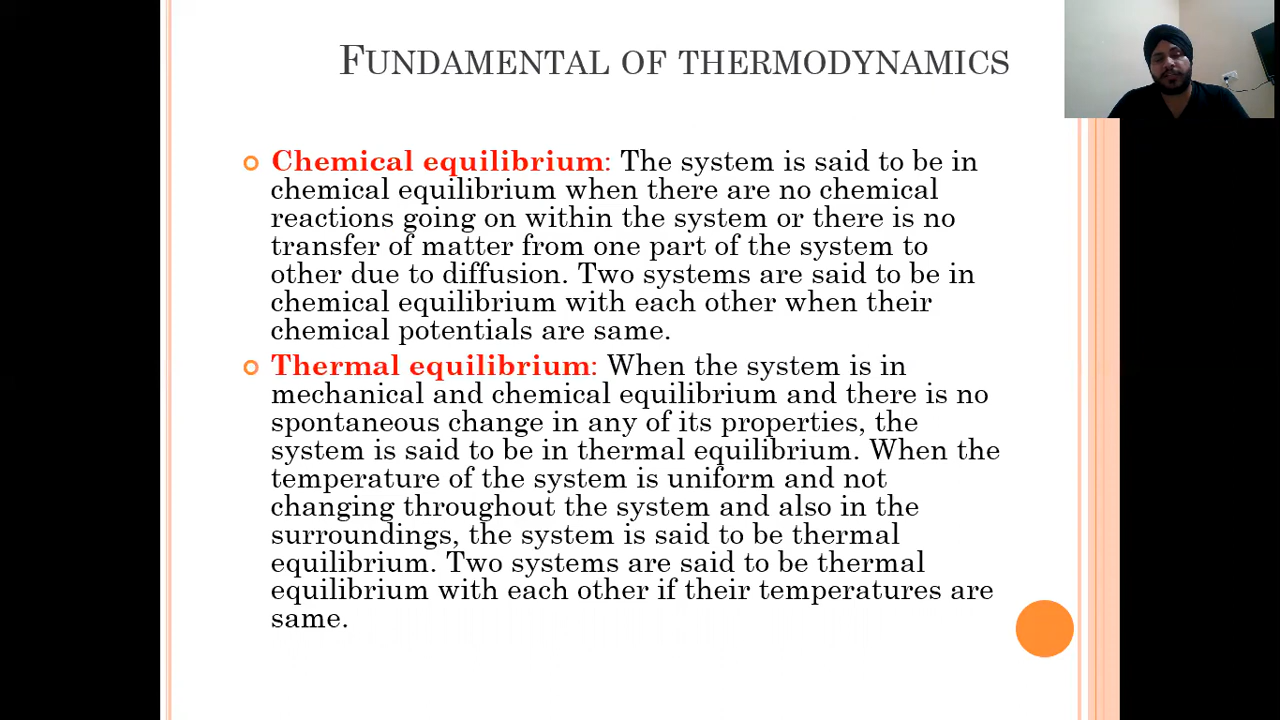 FUNDAMENTAL OF THERMODYNAMICS
Chemical equilibrium: The system is said to be in
chemical equilibrium when there are no chemical
reactions going on within the system or there is no
transfer of matter from one part of the system to
other due to diffusion. Two systems are said to be in
chemical equilibrium with each other when their
chemical potentials are same.
Thermal equilibrium: When the system is in
mechanical and chemical equilibrium and there is no
spontaneous change in any of its properties, the
system is said to be in thermal equilibrium. When the
temperature of the system is uniform and not
changing throughout the system and also in the
surroundings, the system is said to be thermal
equilibrium. Two systems are said to be thermal
equilibrium with each other if their temperatures are
same.